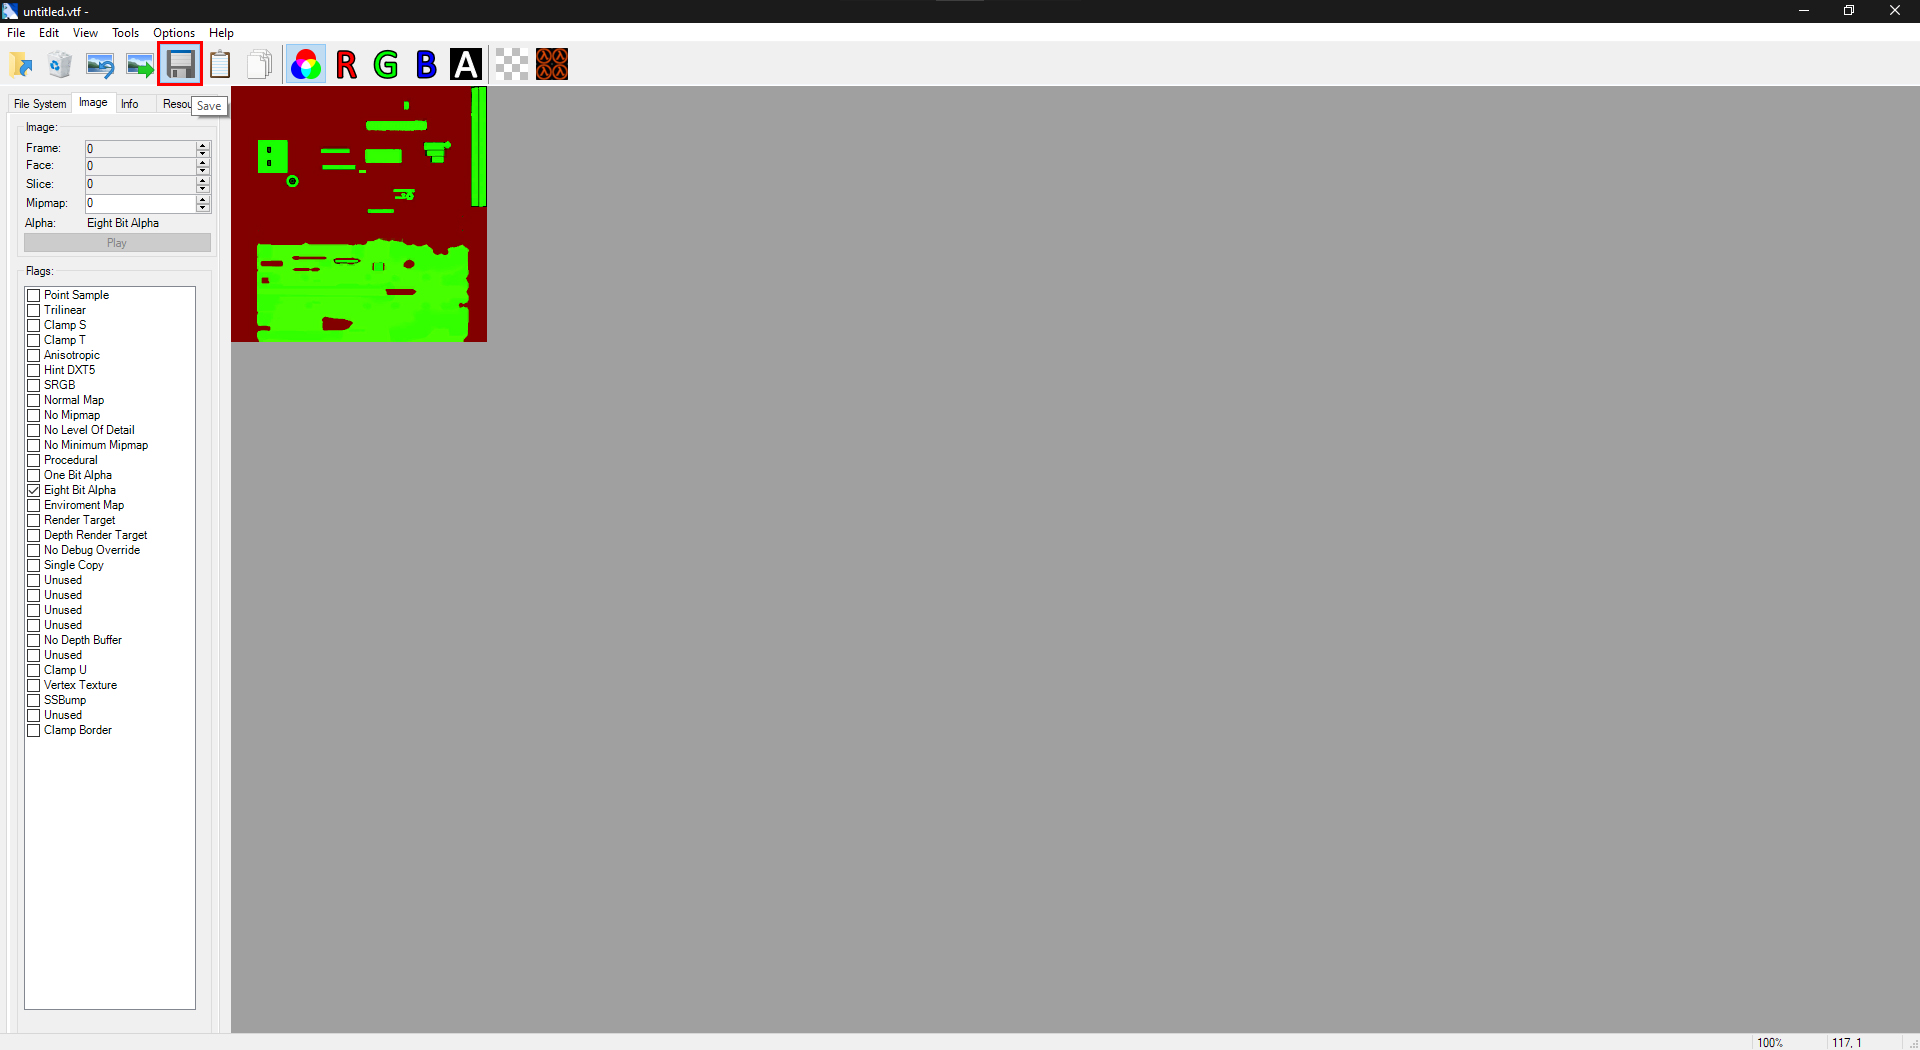 untitled.vtf -
File Edit View Tools Options Help
R G B A
File System Image Info Resou
Save
Image:
Frame: 0
Face: 0
Slice: 0
Mipmap: 0
Alpha: Eight Bit Alpha
Play
Flags:
Point Sample
Trilinear
Clamp S
Clamp T
Anisotropic
Hint DXT5
SRGB
Normal Map
No Mipmap
No Level Of Detail
No Minimum Mipmap
Procedural
One Bit Alpha
Eight Bit Alpha
Enviroment Map
Render Target
Depth Render Target
No Debug Override
Single Copy
Unused
Unused
Unused
Unused
No Depth Buffer
Unused
Clamp U
Vertex Texture
SSBump
Unused
Clamp Border
100% 117, 1